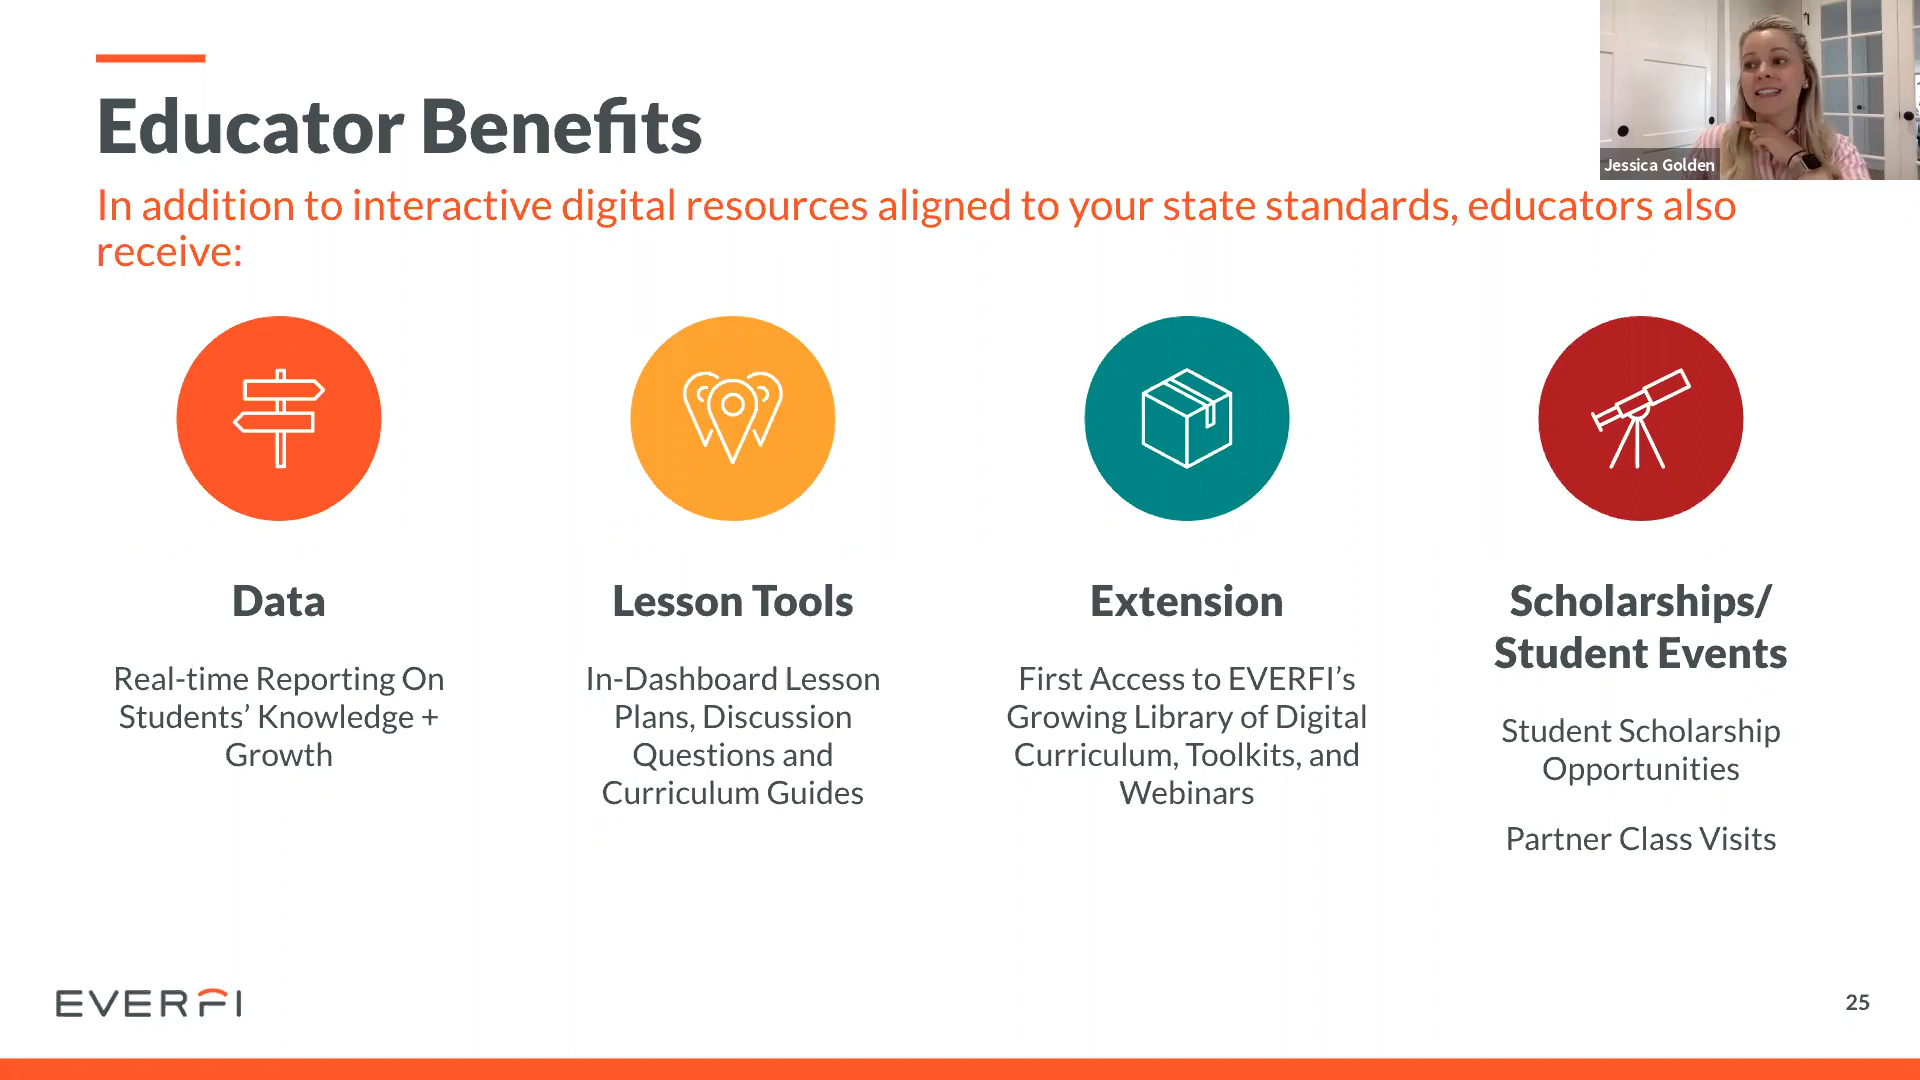 Educator Benefits
Jessica Golden
In addition to interactive digital resources aligned to your state standards, educators also
receive:
Data
Real-time Reporting On
Students’ Knowledge +
Growth
Lesson Tools
In-Dashboard Lesson
Plans, Discussion
Questions and
Curriculum Guides
Extension
First Access to EVERFI’s
Growing Library of Digital
Curriculum, Toolkits, and
Webinars
Scholarships/
Student Events
Student Scholarship
Opportunities
Partner Class Visits
EVERFI
25